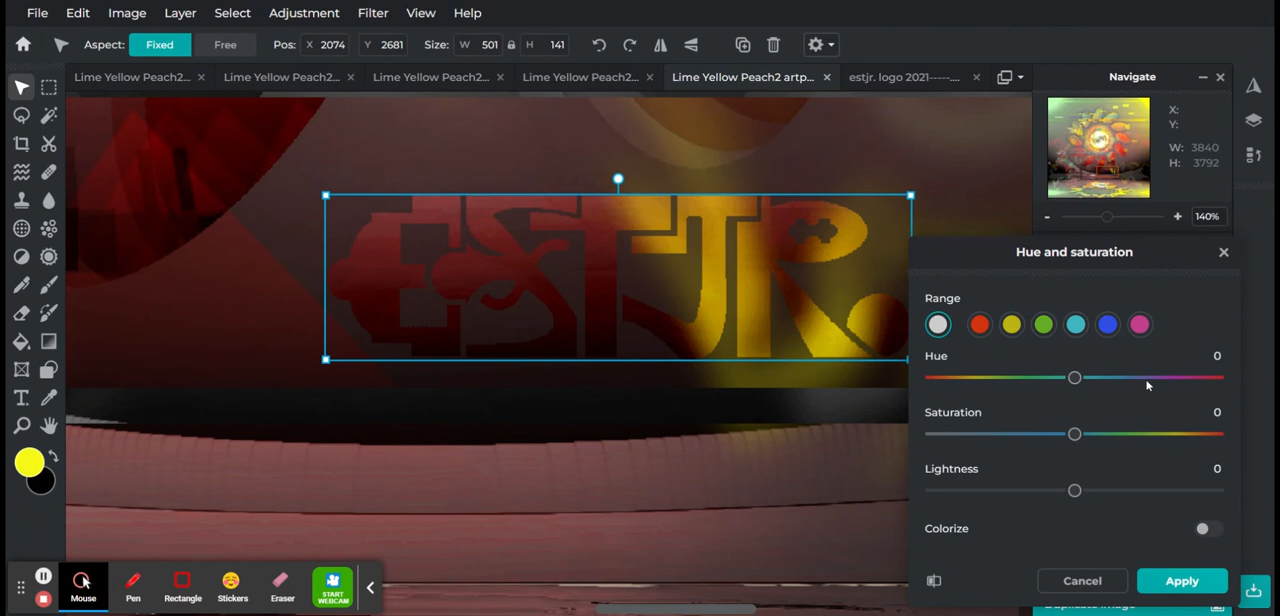 File Edit Image Layer Select Adjustment Filter View Help
Aspect: Fixed Free Pos: X 2074 Y 2681 Size: W 501 H 141
Lime Yellow Peach2... Lime Yellow Peach2... Lime Yellow Peach2... Lime Yellow Peach2... Lime Yellow Peach2 artp... estjr. logo 2021-----....
Navigate
X:
Y:
W: 3840
H: 3792
- + 140%
eSTJR.
Hue and saturation
Range
Hue 0
Saturation 0
Lightness 0
Colorize
Cancel Apply
Duplicate image
Mouse Pen Rectangle Stickers Eraser START WEBCAM